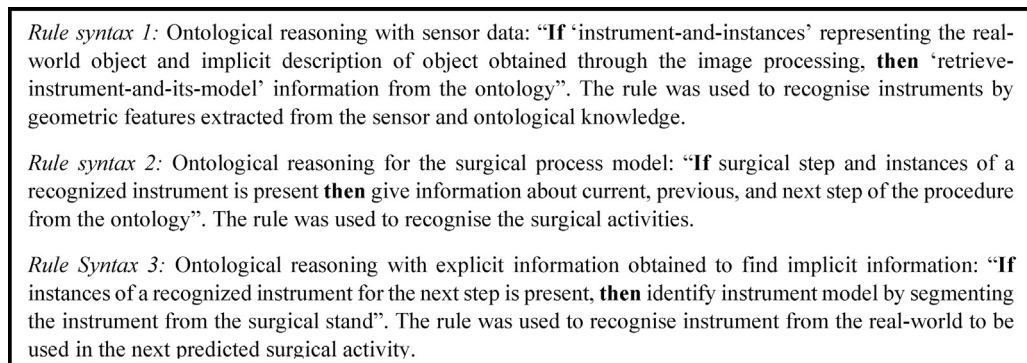 Rule syntax 1: Ontological reasoning with sensor data: “If ‘instrument-and-instances’ representing the real-
world object and implicit description of object obtained through the image processing, then ‘retrieve-
instrument-and-its-model’ information from the ontology”. The rule was used to recognise instruments by
geometric features extracted from the sensor and ontological knowledge.
Rule syntax 2: Ontological reasoning for the surgical process model: “If surgical step and instances of a
recognized instrument is present then give information about current, previous, and next step of the procedure
from the ontology”. The rule was used to recognise the surgical activities.
Rule Syntax 3: Ontological reasoning with explicit information obtained to find implicit information: “If
instances of a recognized instrument for the next step is present, then identify instrument model by segmenting
the instrument from the surgical stand”. The rule was used to recognise instrument from the real-world to be
used in the next predicted surgical activity.